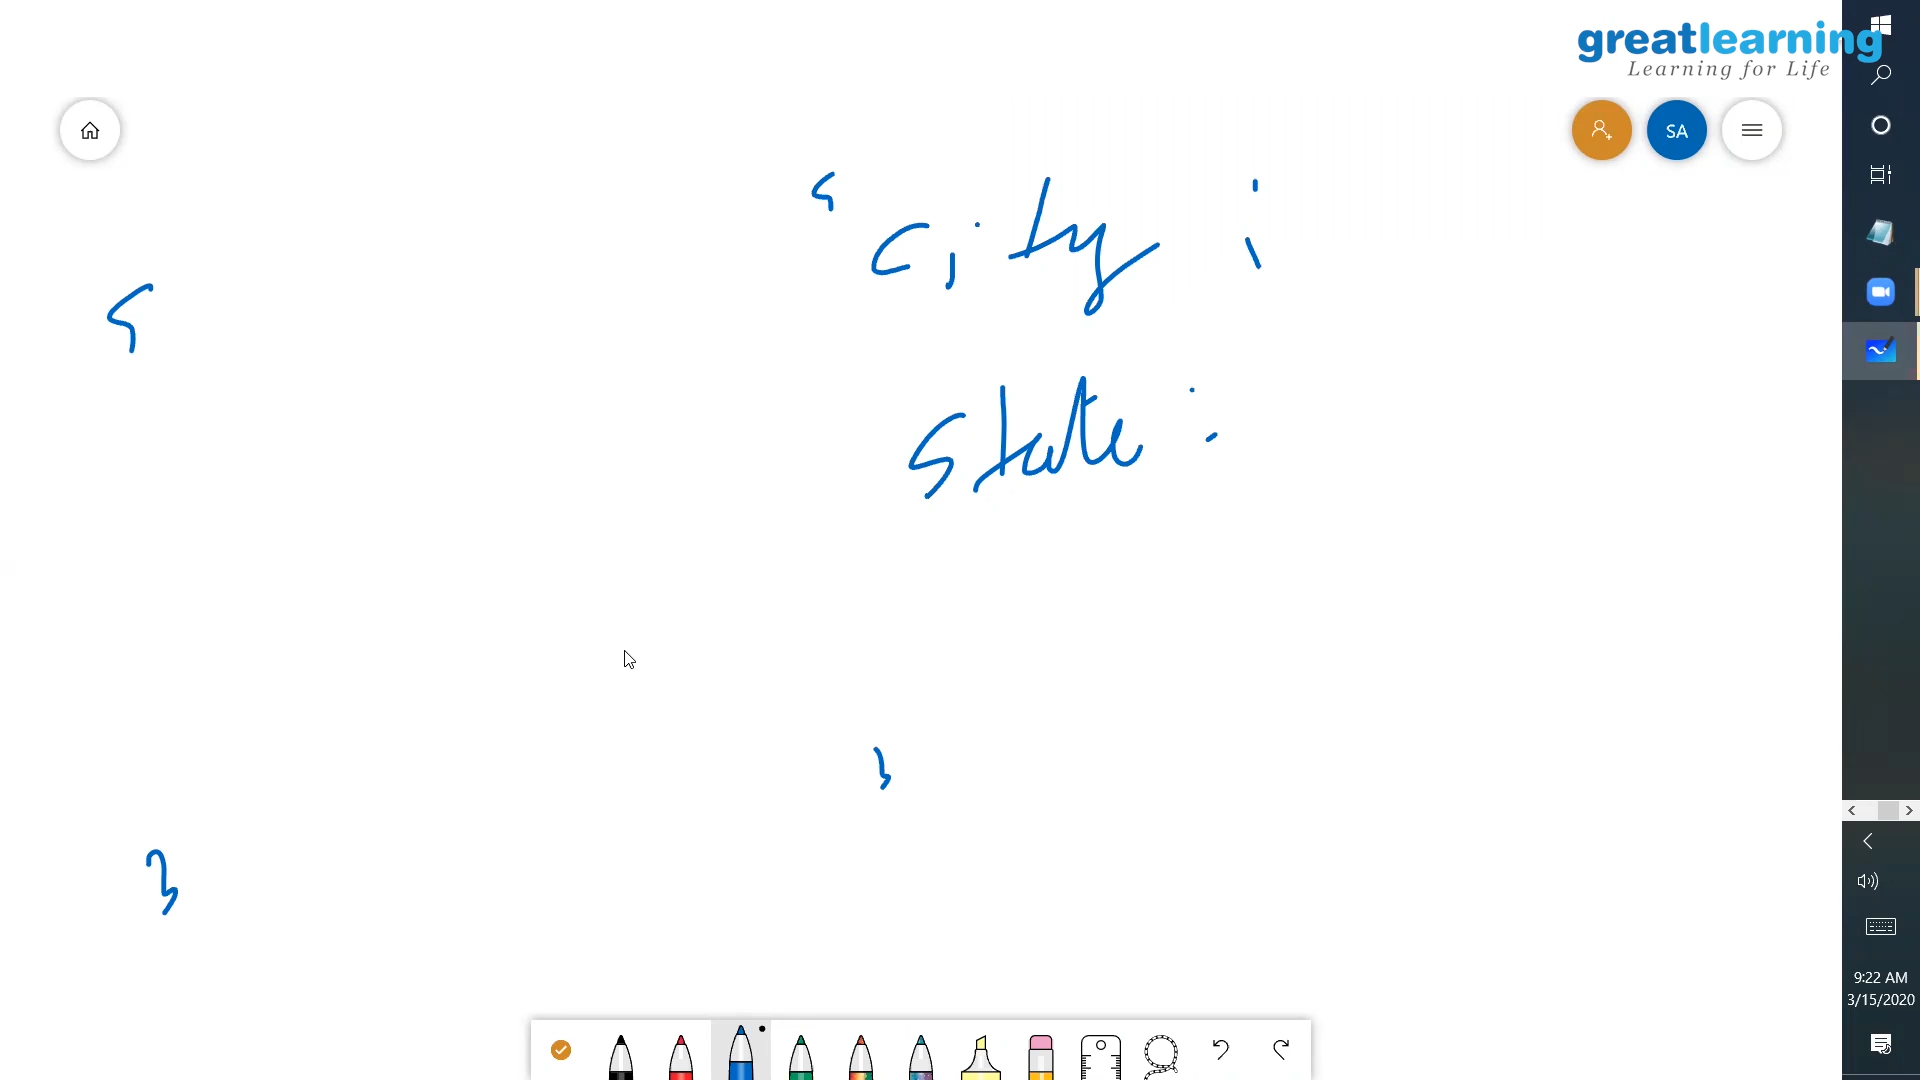 greatlearning
Learning for Life
SA
{
city :
{
state :
}
}
9:22 AM
3/15/2020